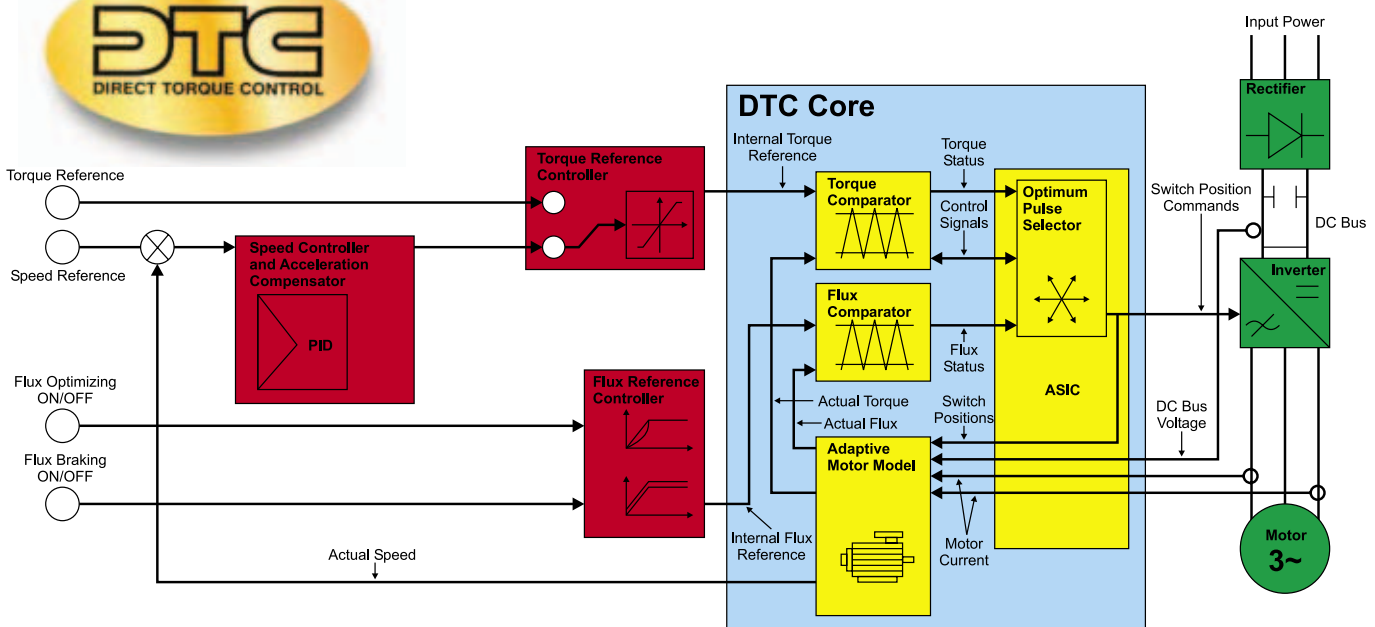 DTC
DIRECT TORQUE CONTROL
Input Power
Rectifier
DTC Core
Internal Torque
Reference
Torque
Status
Torque Reference
Controller
Torque Reference
Torque
Comparator
Control
Signals
Optimum
Pulse
Selector
Switch Position
Commands
DC Bus
Speed Reference
Speed Controller
and Acceleration
Compensator
PID
Inverter
Flux
Comparator
Flux
Status
Flux Optimizing
ON/OFF
Flux Reference
Controller
Actual Torque
Actual Flux
Switch
Positions
ASIC
DC Bus
Voltage
Flux Braking
ON/OFF
Adaptive
Motor Model
Internal Flux
Reference
Motor
Current
Motor
3~
Actual Speed